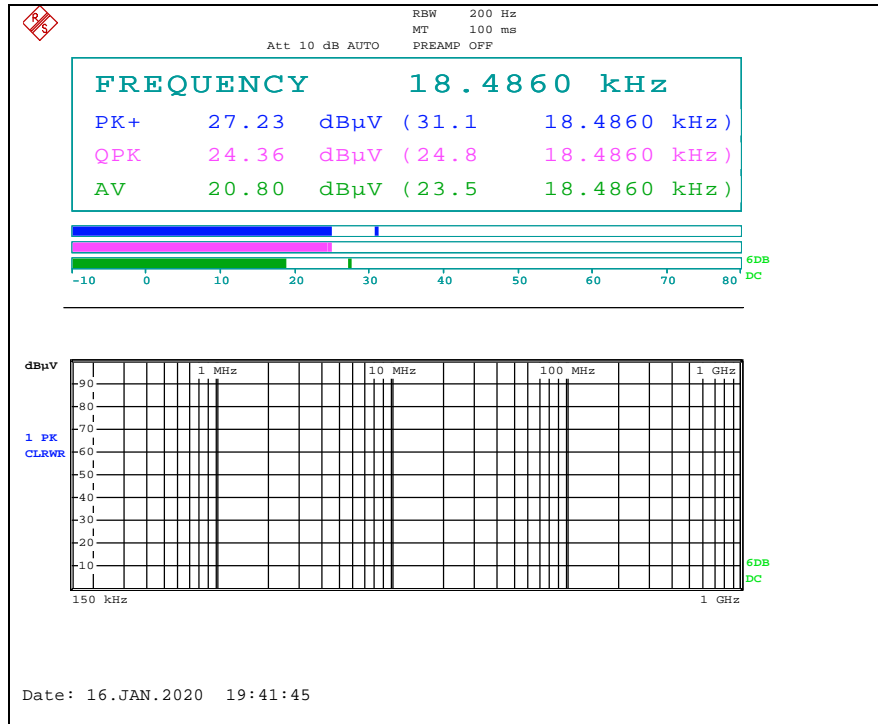 R S
RBW 200 Hz
MT 100 ms
Att 10 dB AUTO PREAMP OFF
FREQUENCY 18.4860 kHz
PK+ 27.23 dBµV (31.1 18.4860 kHz)
QPK 24.36 dBµV (24.8 18.4860 kHz)
AV 20.80 dBµV (23.5 18.4860 kHz)
6DB
-10 0 10 20 30 40 50 60 70 80 DC
dBµV
1 MHz 10 MHz 100 MHz 1 GHz
90
80
70
1 PK
CLRWR
60
50
40
30
20
10
6DB
DC
150 kHz 1 GHz
Date: 16.JAN.2020 19:41:45